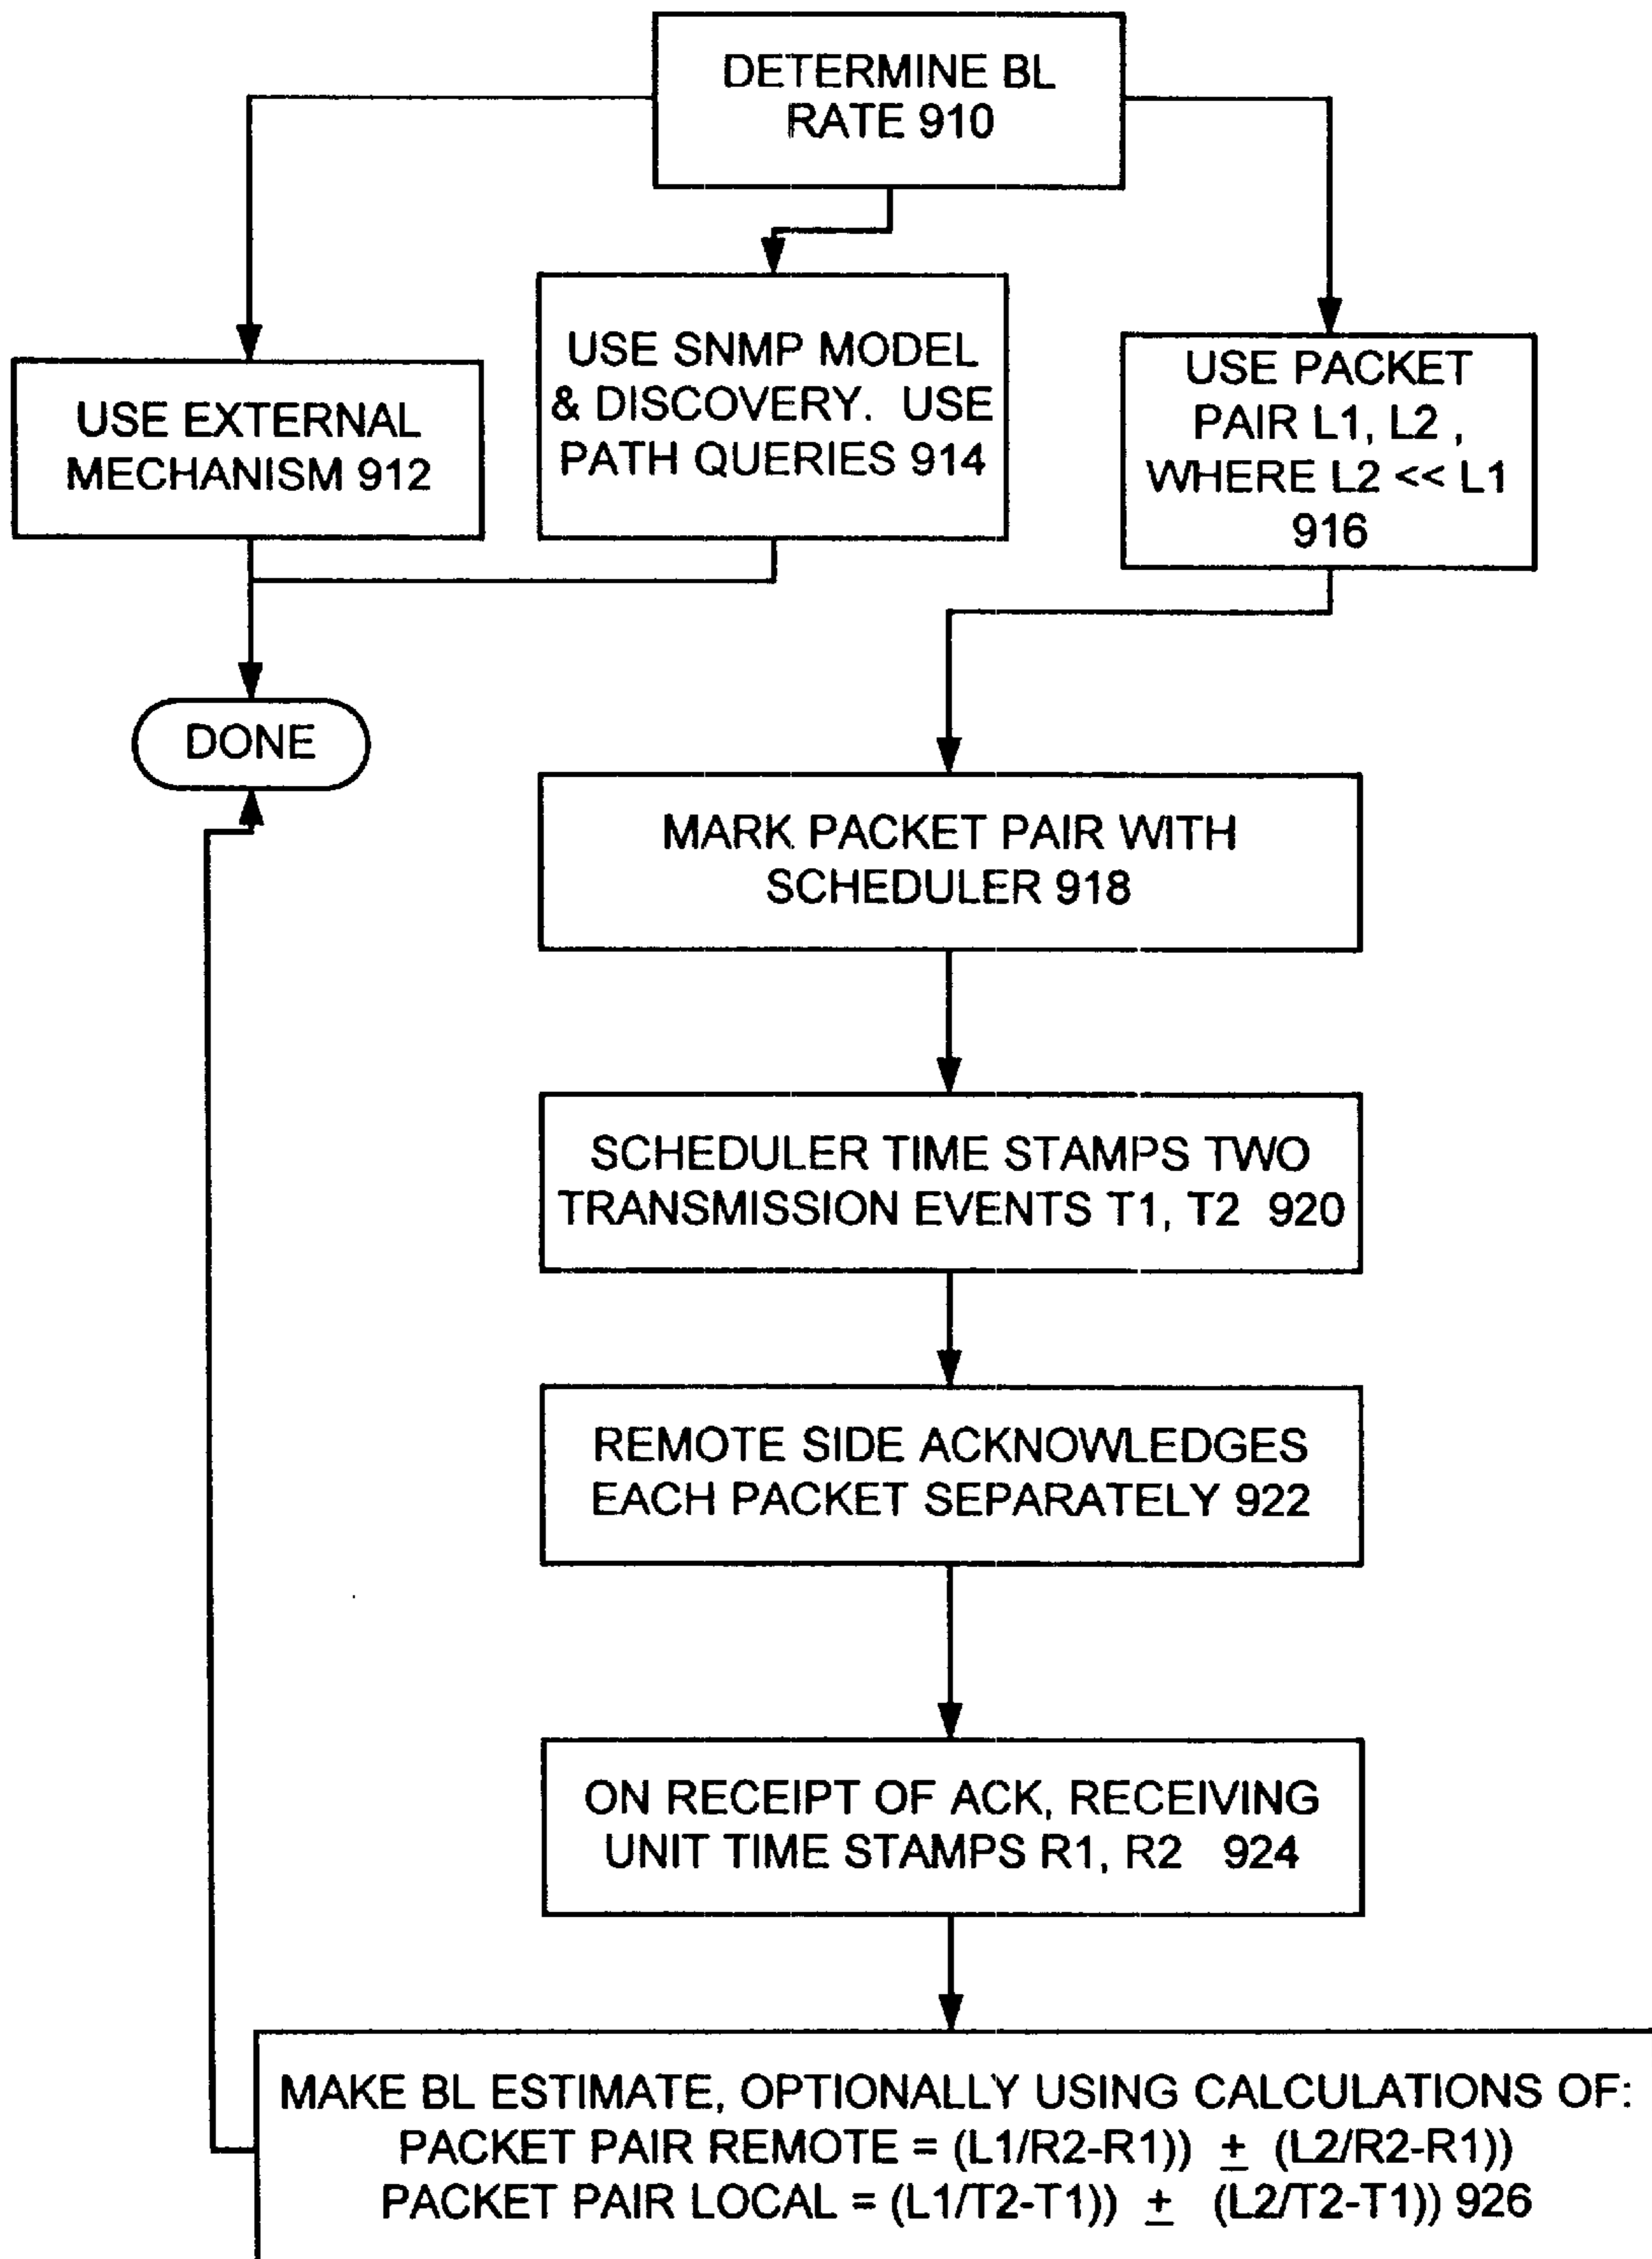 DETERMINE BL
RATE 910
USE EXTERNAL
MECHANISM 912
USE SNMP MODEL
& DISCOVERY. USE
PATH QUERIES 914
USE PACKET
PAIR L1, L2 ,
WHERE L2 << L1
916
DONE
MARK PACKET PAIR WITH
SCHEDULER 918
SCHEDULER TIME STAMPS TWO
TRANSMISSION EVENTS T1, T2 920
REMOTE SIDE ACKNOWLEDGES
EACH PACKET SEPARATELY 922
ON RECEIPT OF ACK, RECEIVING
UNIT TIME STAMPS R1, R2 924
MAKE BL ESTIMATE, OPTIONALLY USING CALCULATIONS OF:
PACKET PAIR REMOTE = (L1/R2-R1)) ± (L2/R2-R1))
PACKET PAIR LOCAL = (L1/T2-T1)) ± (L2/T2-T1)) 926